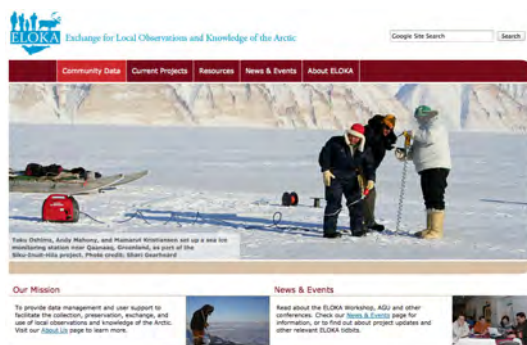 ELOKA
Exchange for Local Observations and Knowledge of the Arctic
Google Site Search
Search
Community Data
Current Projects
Resources
News & Events
About ELOKA
Toku Oshima, Andy Mahony, and Mamarut Kristiansen set up a sea ice
monitoring station near Qaanaaq, Greenland, as part of the
Siku-Inuit-Hila project. Photo credit: Shari Gearheard
Our Mission
To provide data management and user support to
facilitate the collection, preservation, exchange, and
use of local observations and knowledge of the Arctic.
Visit our About Us page to learn more.
News & Events
Read about the ELOKA Workshop, AGU and other
conferences. Check our News & Events page for
information, or to find out about project updates and
other relevant ELOKA tidbits.